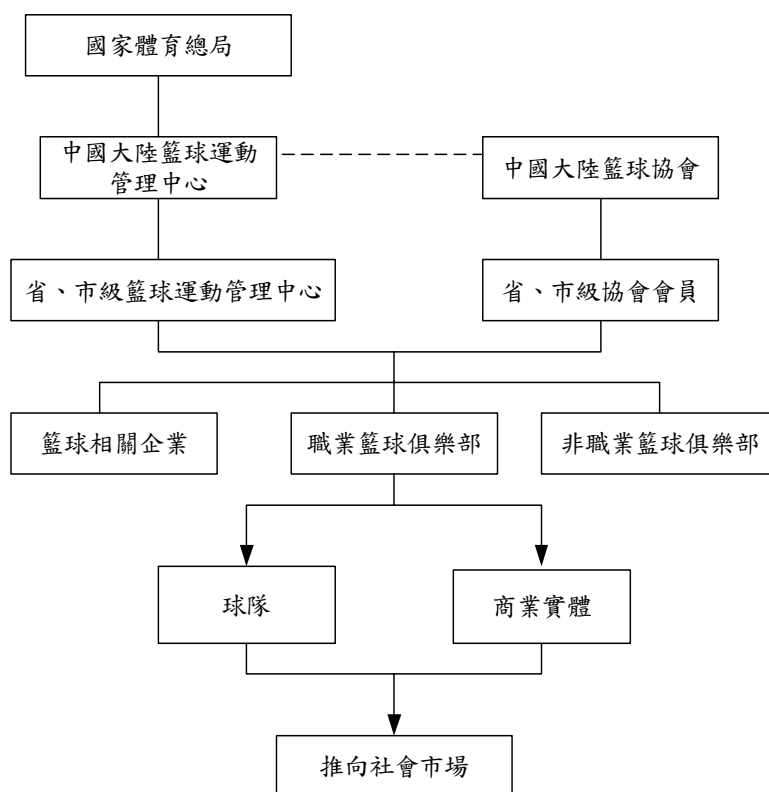 國家體育總局
中國大陸籃球運動
管理中心
中國大陸籃球協會
省、市級籃球運動管理中心
省、市級協會會員
籃球相關企業
職業籃球俱樂部
非職業籃球俱樂部
球隊
商業實體
推向社會市場